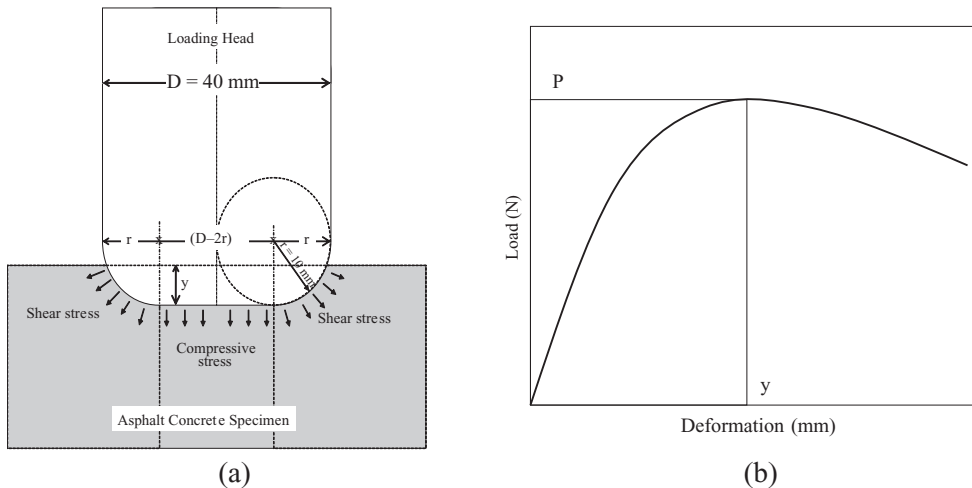 Loading Head
D = 40 mm
r
(D–2r)
r
r = 10 mm
y
Shear stress
Shear stress
Compressive
stress
Asphalt Concrete Specimen
(a)
P
Load (N)
y
Deformation (mm)
(b)